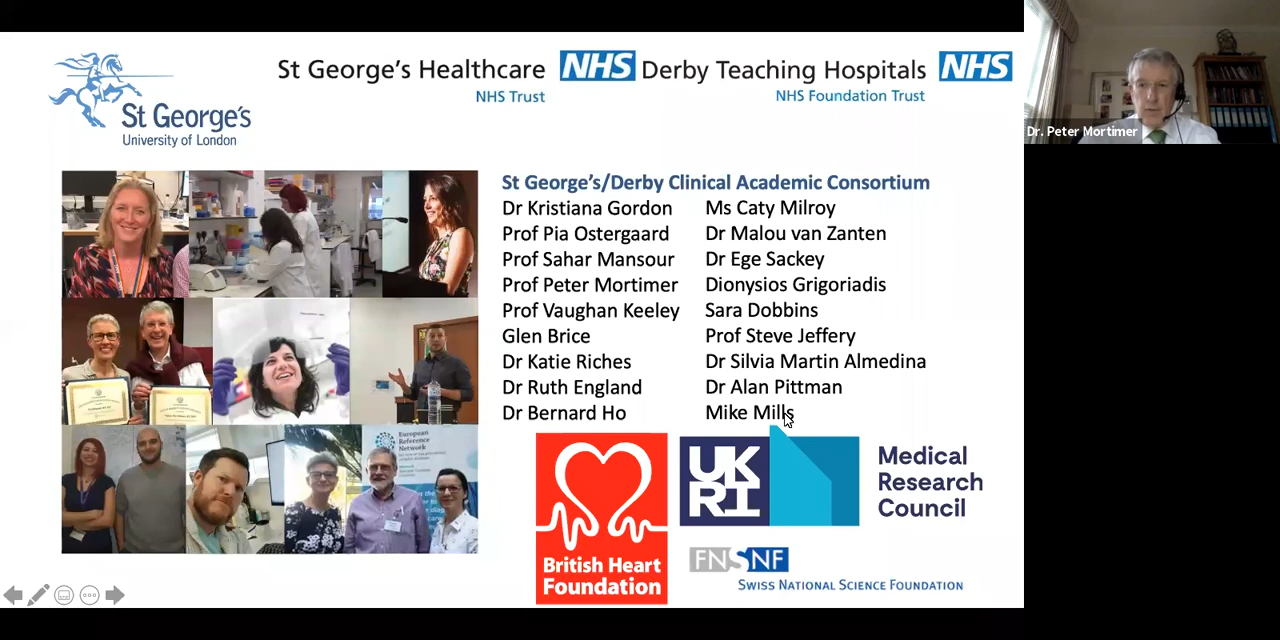 St George's
University of London
St George's Healthcare NHS
NHS Trust
Derby Teaching Hospitals NHS
NHS Foundation Trust
Dr. Peter Mortimer
St George's/Derby Clinical Academic Consortium
Dr Kristiana Gordon
Prof Pia Ostergaard
Prof Sahar Mansour
Prof Peter Mortimer
Prof Vaughan Keeley
Glen Brice
Dr Katie Riches
Dr Ruth England
Dr Bernard Ho
Ms Caty Milroy
Dr Malou van Zanten
Dr Ege Sackey
Dionysios Grigoriadis
Sara Dobbins
Prof Steve Jeffery
Dr Silvia Martin Almedina
Dr Alan Pittman
Mike Mills
European
Reference
Network
British Heart
Foundation
UK
RI
Medical
Research
Council
FNSNF
SWISS NATIONAL SCIENCE FOUNDATION